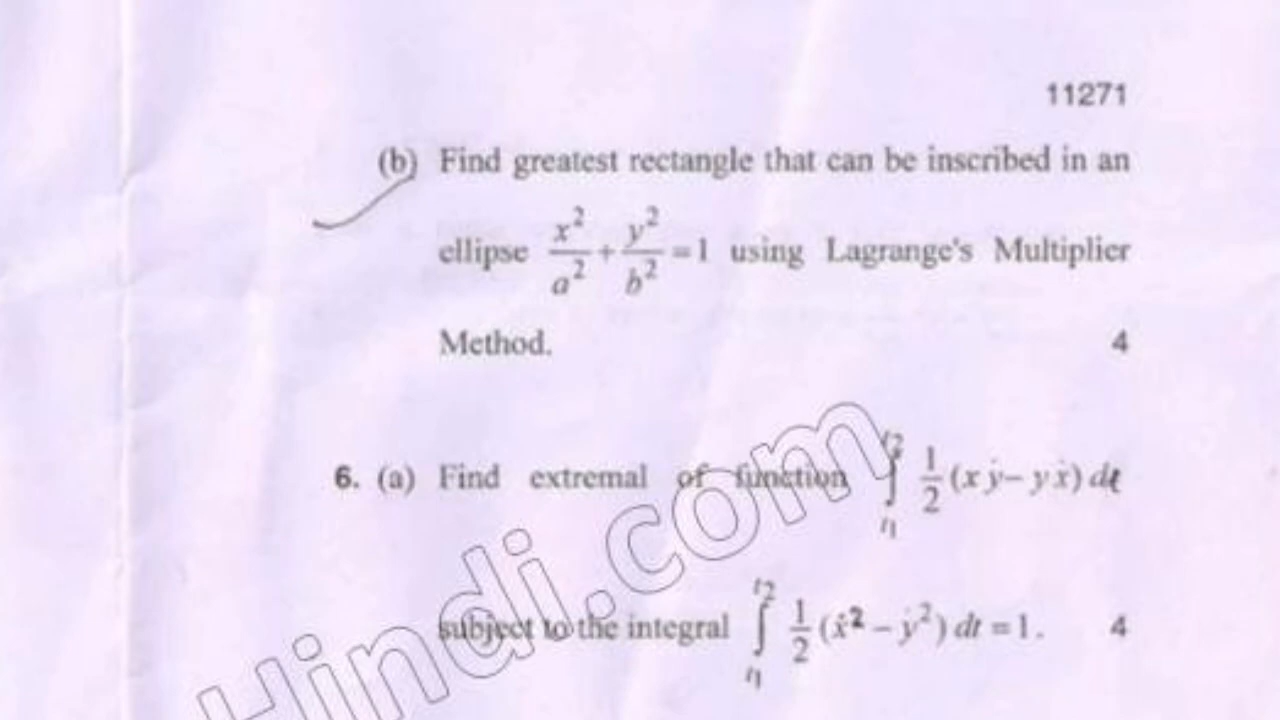 11271
(b) Find greatest rectangle that can be inscribed in an
ellipse x²/a² + y²/b² = 1 using Lagrange's Multiplier
Method. 4
6. (a) Find extremal of function ∫_{t₁}^{t₂} 1/2 (x ẏ – y ẋ) dt
subject to the integral ∫_{t₁}^{t₂} 1/2 (ẋ² – ẏ²) dt = 1. 4
Hindi.com